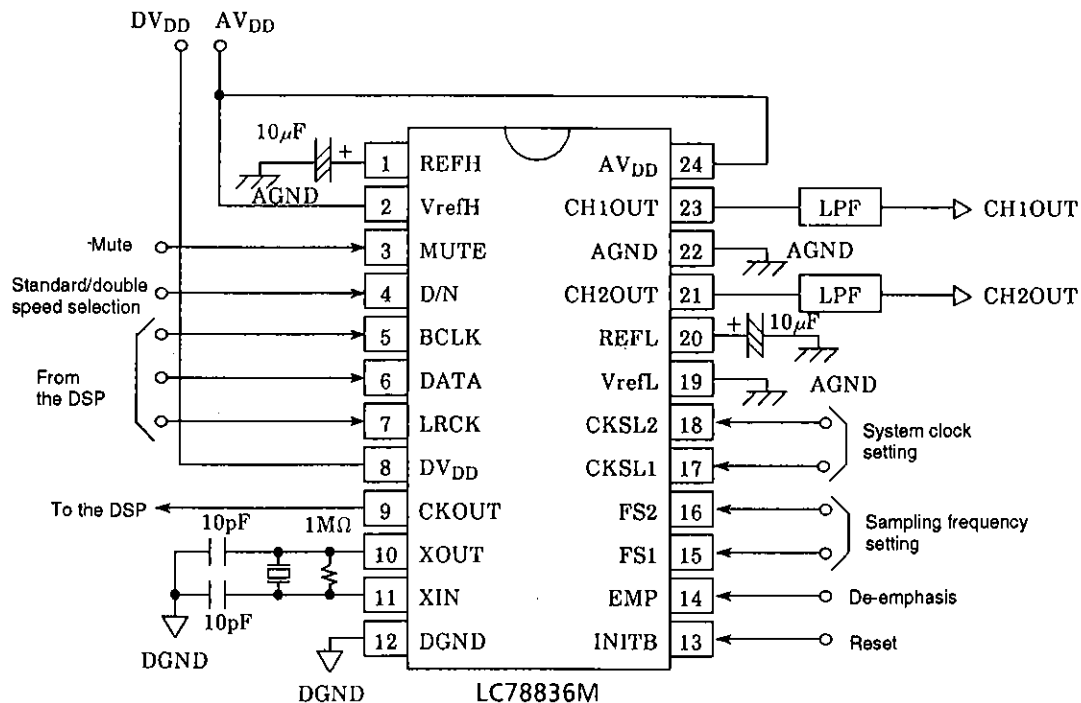 DVDD AVDD
10μF
+
AGND
1 REFH
2 VrefH
Mute
3 MUTE
Standard/double
speed selection
4 D/N
5 BCLK
From
the DSP
6 DATA
7 LRCK
8 DVDD
To the DSP
9 CKOUT
10pF
1MΩ
10 XOUT
11 XIN
10pF
DGND
12 DGND
DGND
AVDD 24
CH1OUT 23
LPF
CH1OUT
AGND 22
AGND
CH2OUT 21
LPF
CH2OUT
REFL 20
+
10μF
VrefL 19
AGND
CKSL2 18
System clock
setting
CKSL1 17
FS2 16
Sampling frequency
setting
FS1 15
EMP 14
De-emphasis
INITB 13
Reset
LC78836M